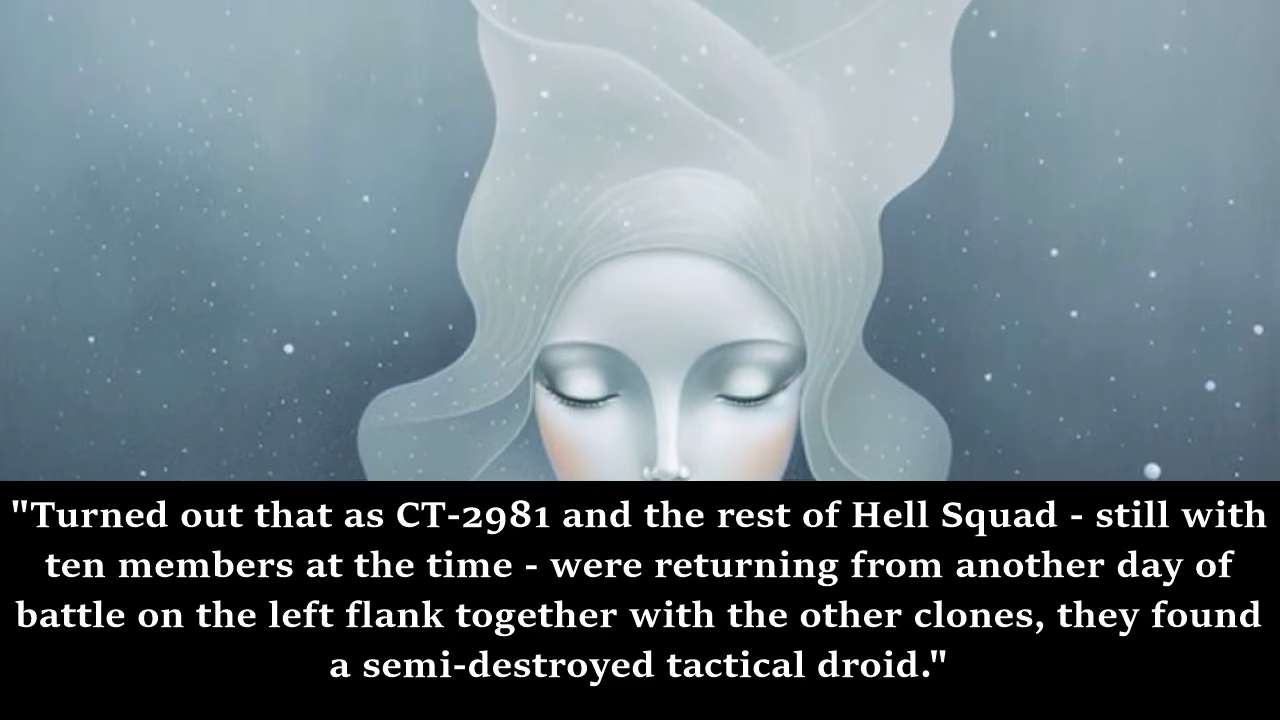 "Turned out that as CT-2981 and the rest of Hell Squad - still with
ten members at the time - were returning from another day of
battle on the left flank together with the other clones, they found
a semi-destroyed tactical droid."